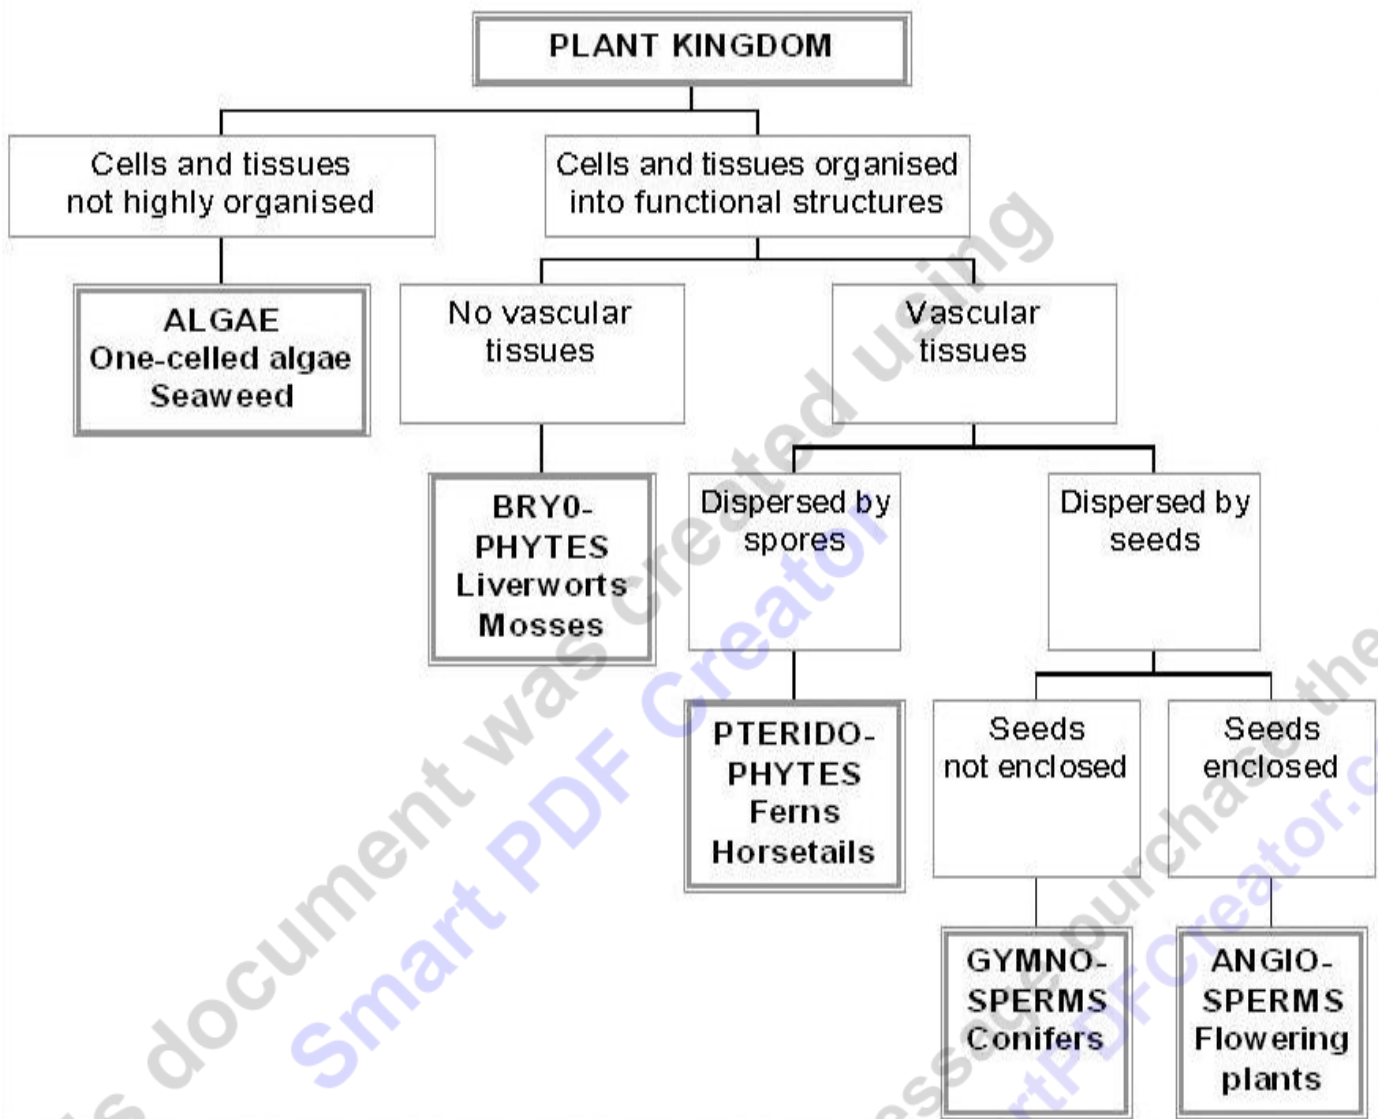 PLANT KINGDOM
Cells and tissues
not highly organised
Cells and tissues organised
into functional structures
ALGAE
One-celled algae
Seaweed
No vascular
tissues
Vascular
tissues
BRY0-
PHYTES
Liverworts
Mosses
Dispersed by
spores
Dispersed by
seeds
PTERIDO-
PHYTES
Ferns
Horsetails
Seeds
not enclosed
Seeds
enclosed
GYMNO-
SPERMS
Conifers
ANGIO-
SPERMS
Flowering
plants
document was created using
Smart PDF Creator
purchase the